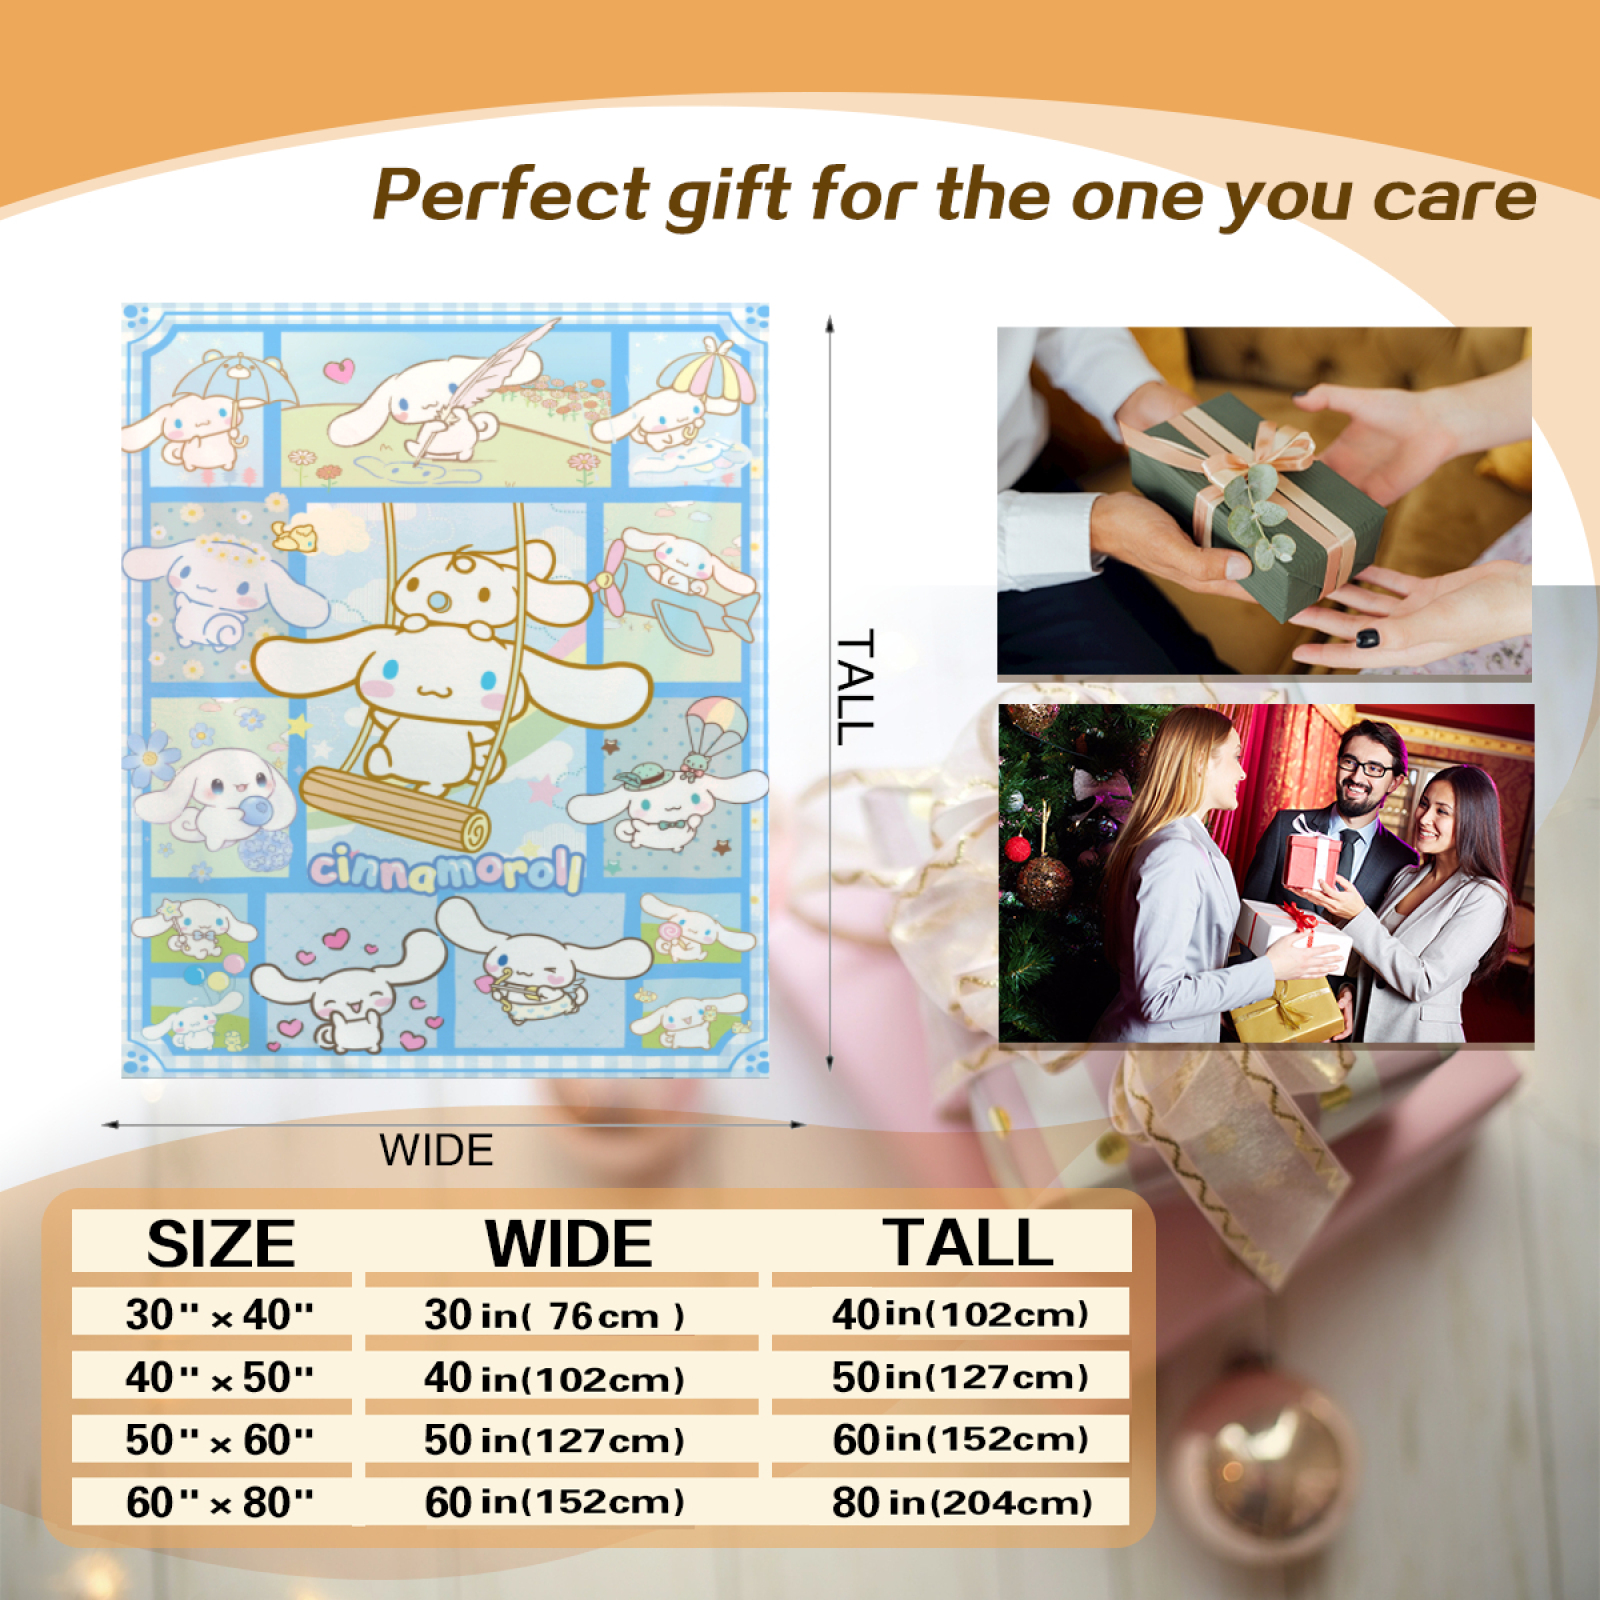 Perfect gift for the one you care
cinnamoroll
TALL
WIDE
SIZE WIDE TALL
30" × 40" 30 in( 76 cm ) 40 in(102cm)
40" × 50" 40 in(102cm) 50 in(127cm)
50" × 60" 50 in(127cm) 60 in(152cm)
60" × 80" 60 in(152cm) 80 in(204cm)